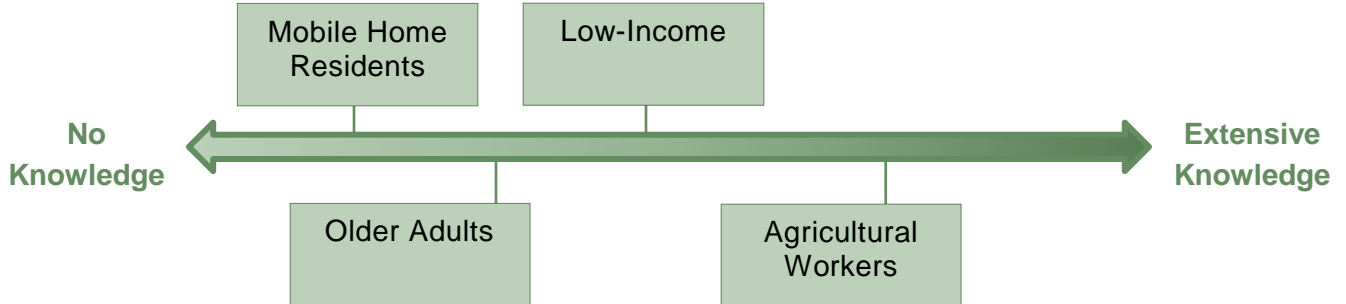 Mobile Home
Residents
Low-Income
No
Knowledge
Extensive
Knowledge
Older Adults
Agricultural
Workers